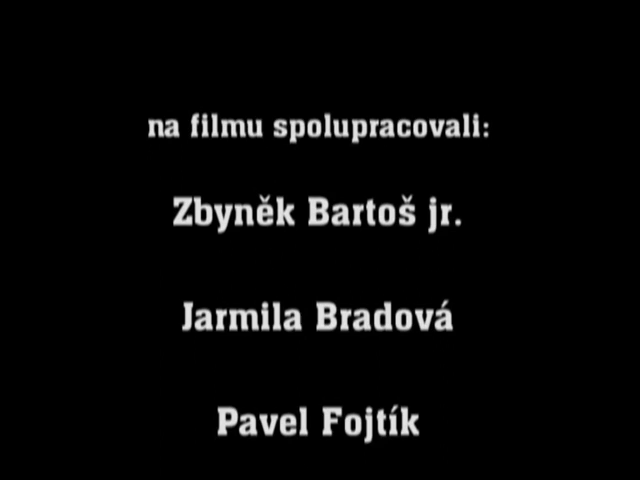 na filmu spolupracovali:
Zbyněk Bartoš jr.
Jarmila Bradová
Pavel Fojtík